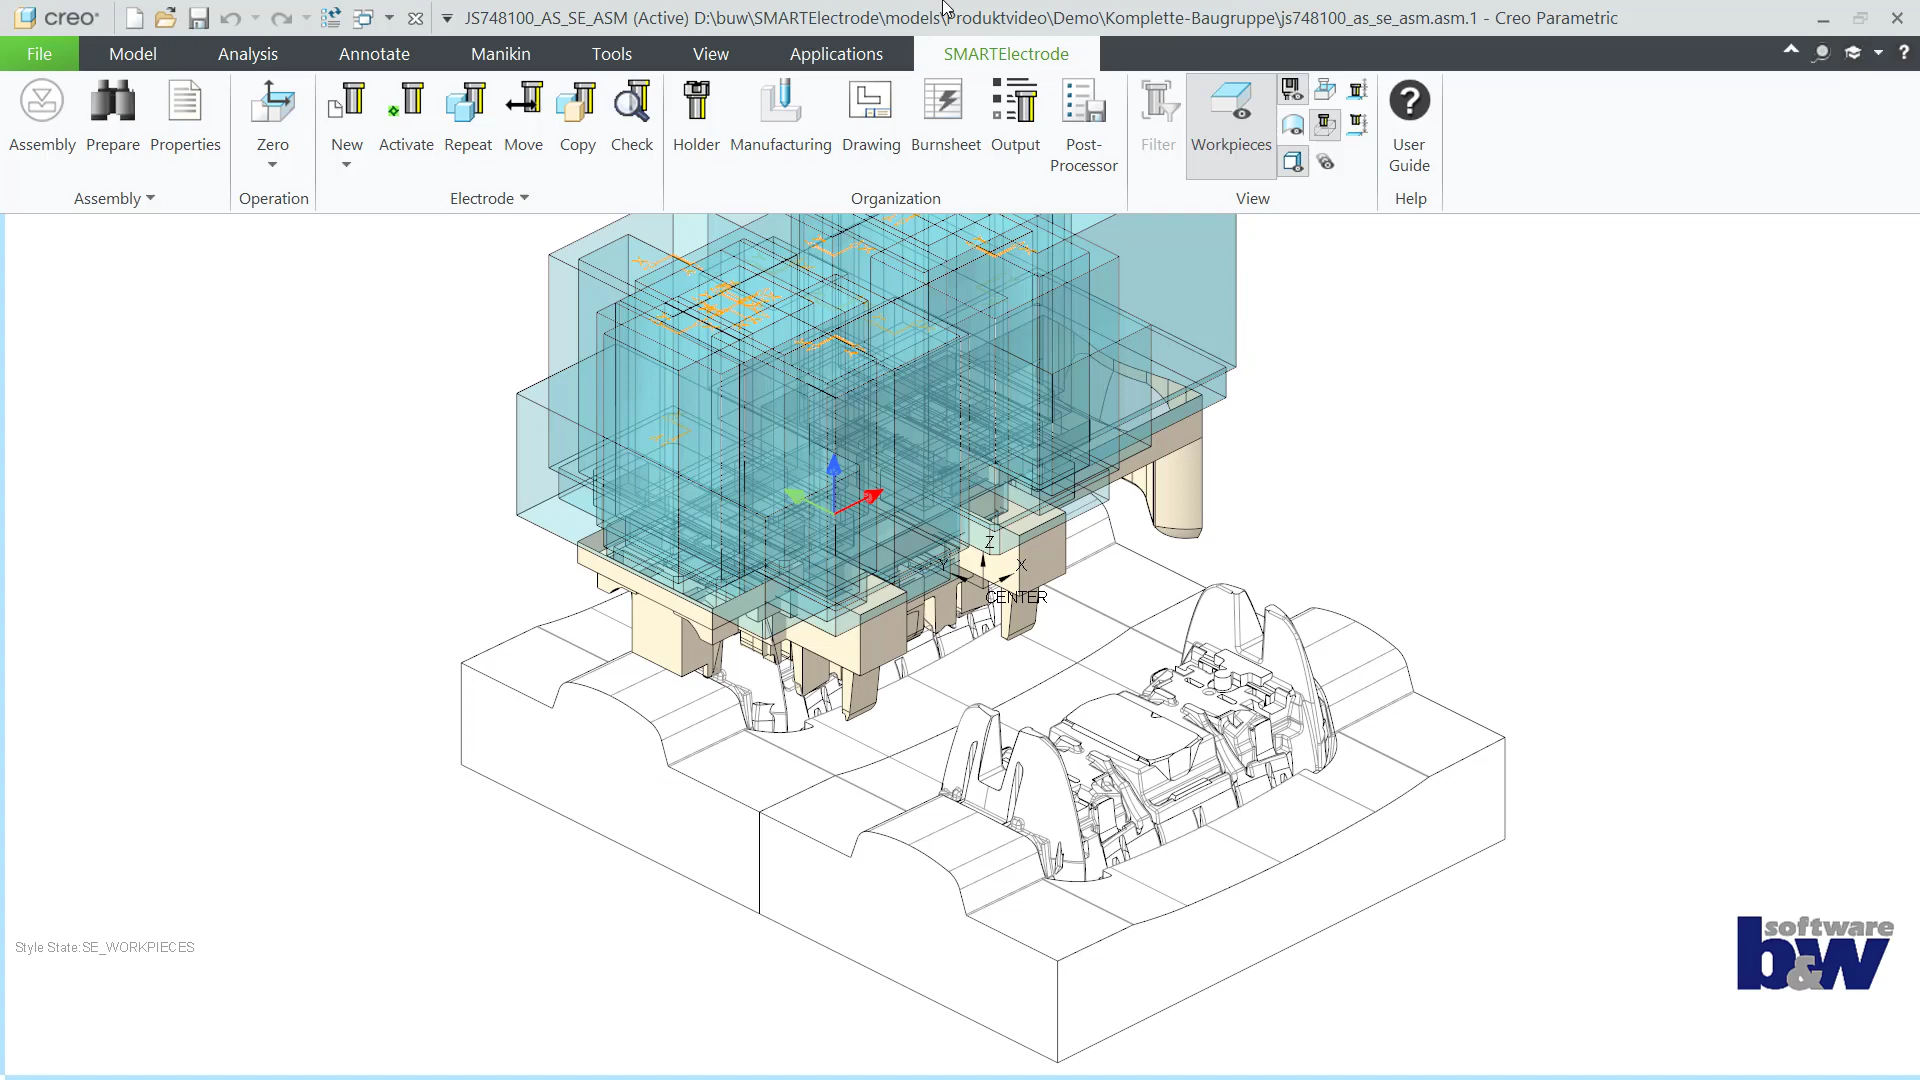 creo
JS748100_AS_SE_ASM (Active) D:\buw\SMARTElectrode\models\Produktvideo\Demo\Komplette-Baugruppe\js748100_as_se_asm.asm.1 - Creo Parametric
File Model Analysis Annotate Manikin Tools View Applications SMARTElectrode
Assembly Prepare Properties Zero New Activate Repeat Move Copy Check Holder Manufacturing Drawing Burnsheet Output Post-Processor Filter Workpieces User Guide
Assembly Operation Electrode Organization View Help
Z
Y X
CENTER
Style State:SE_WORKPIECES
software
b&w